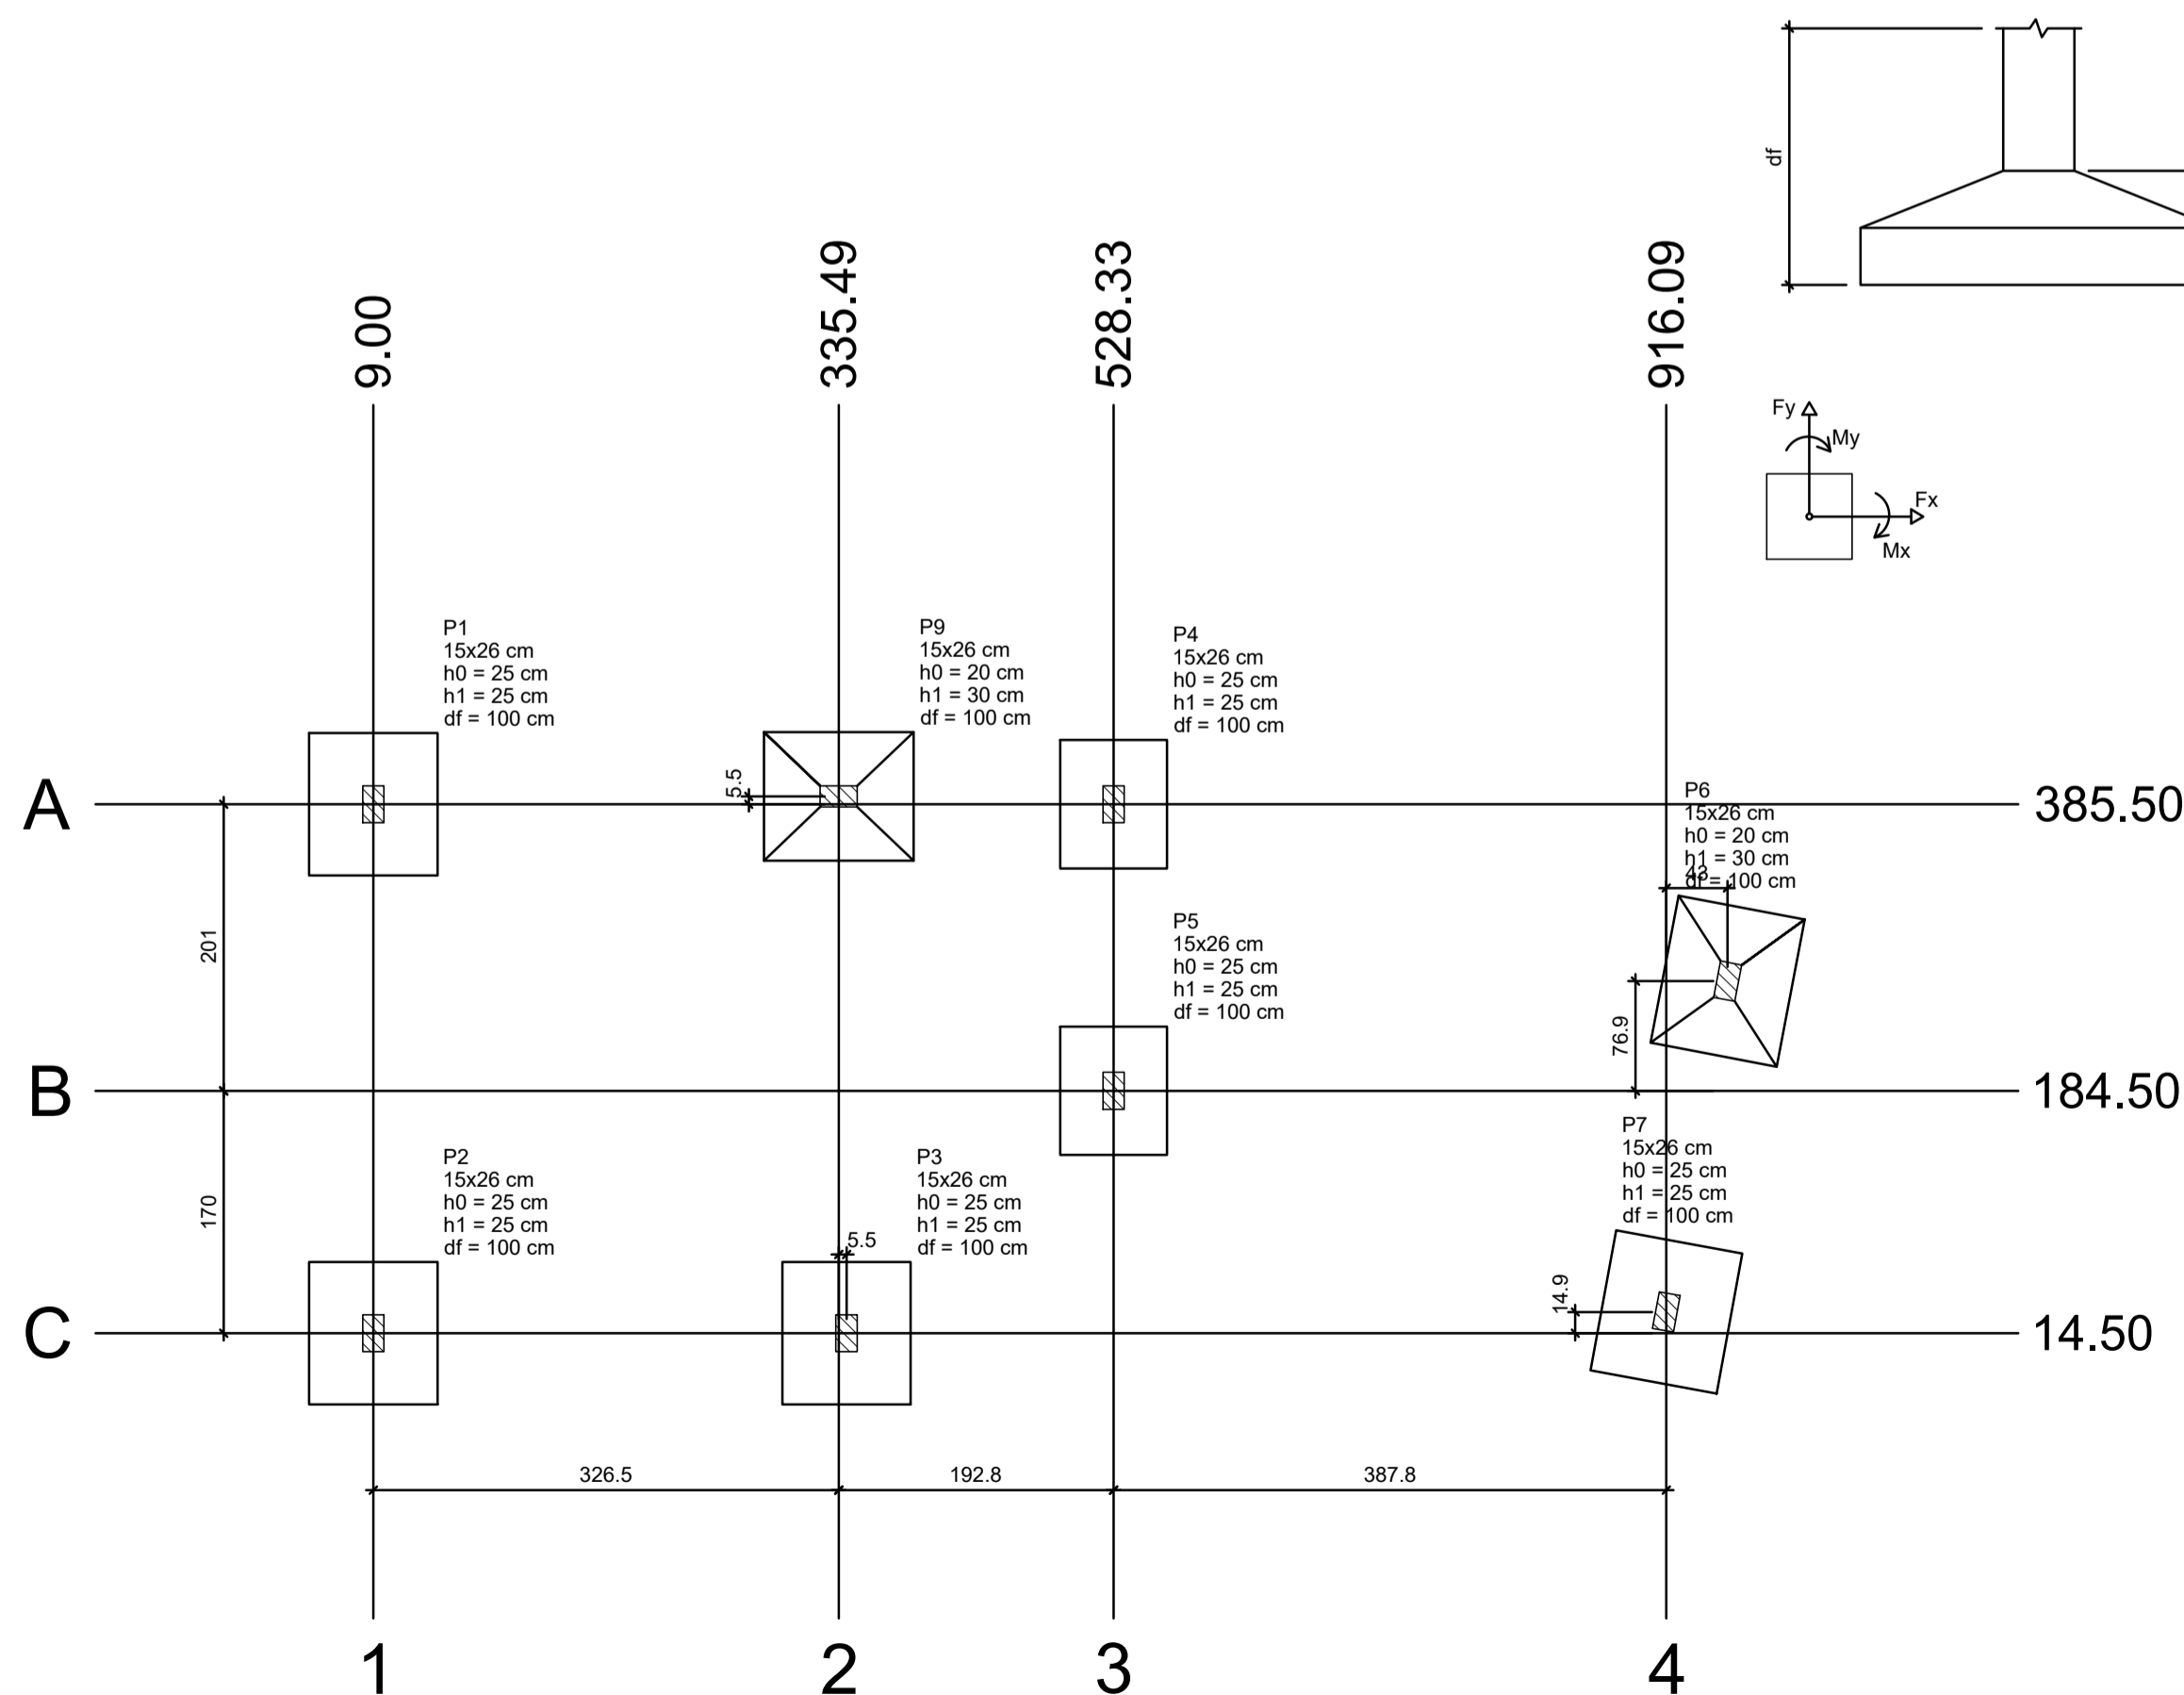 df
9.00
335.49
528.33
916.09
Fy
My
Fx
Mx
P1
15x26 cm
h0 = 25 cm
h1 = 25 cm
df = 100 cm
P9
15x26 cm
h0 = 20 cm
h1 = 30 cm
df = 100 cm
P4
15x26 cm
h0 = 25 cm
h1 = 25 cm
df = 100 cm
5.5
A
385.50
P6
15x26 cm
h0 = 20 cm
h1 = 30 cm
df = 100 cm
43
201
P5
15x26 cm
h0 = 25 cm
h1 = 25 cm
df = 100 cm
76.9
B
184.50
P7
15x26 cm
h0 = 25 cm
h1 = 25 cm
df = 100 cm
170
P2
15x26 cm
h0 = 25 cm
h1 = 25 cm
df = 100 cm
P3
15x26 cm
h0 = 25 cm
h1 = 25 cm
df = 100 cm
5.5
14.9
C
14.50
326.5
192.8
387.8
1
2
3
4